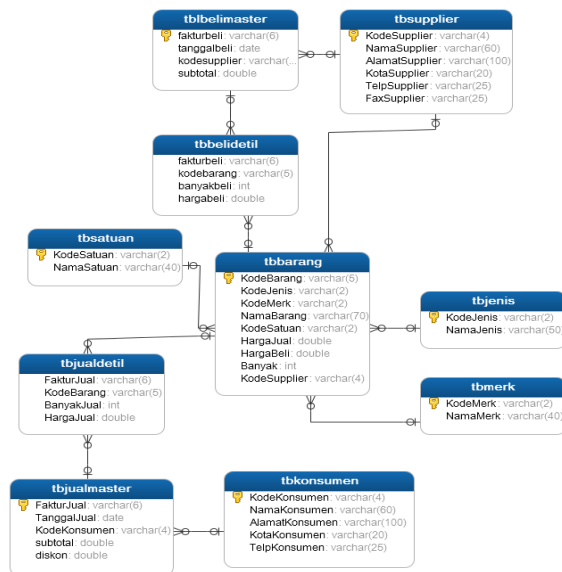 tblbelimaster
fakturbeli: varchar(6)
tanggalbeli: date
kodesupplier: varchar(...
subtotal: double
tbsupplier
KodeSupplier: varchar(4)
NamaSupplier: varchar(60)
AlamatSupplier: varchar(100)
KotaSupplier: varchar(20)
TelpSupplier: varchar(25)
FaxSupplier: varchar(25)
tbbelidetil
fakturbeli: varchar(6)
kodebarang: varchar(5)
banyakbeli: int
hargabeli: double
tbsatuan
KodeSatuan: varchar(2)
NamaSatuan: varchar(40)
tbbarang
KodeBarang: varchar(5)
KodeJenis: varchar(2)
KodeMerk: varchar(2)
NamaBarang: varchar(70)
KodeSatuan: varchar(2)
HargaJual: double
HargaBeli: double
Banyak: int
KodeSupplier: varchar(4)
tbjenis
KodeJenis: varchar(2)
NamaJenis: varchar(50)
tbjualdetil
FakturJual: varchar(6)
KodeBarang: varchar(5)
BanyakJual: int
HargaJual: double
tbmerk
KodeMerk: varchar(2)
NamaMerk: varchar(40)
tbjualmaster
FakturJual: varchar(6)
TanggalJual: date
KodeKonsumen: varchar(4)
subtotal: double
diskon: double
tbkonsumen
KodeKonsumen: varchar(4)
NamaKonsumen: varchar(60)
AlamatKonsumen: varchar(100)
KotaKonsumen: varchar(20)
TelpKonsumen: varchar(25)